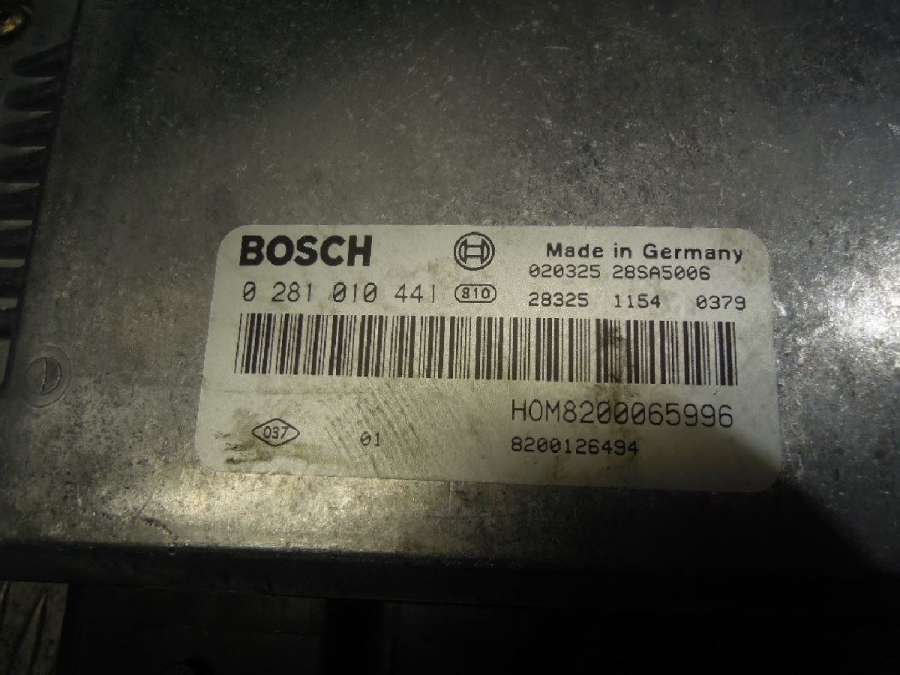 BOSCH
Made in Germany
020325 28SA5006
0 281 010 441 810
28325 1154 0379
HOM8200065996
037 01
8200126494